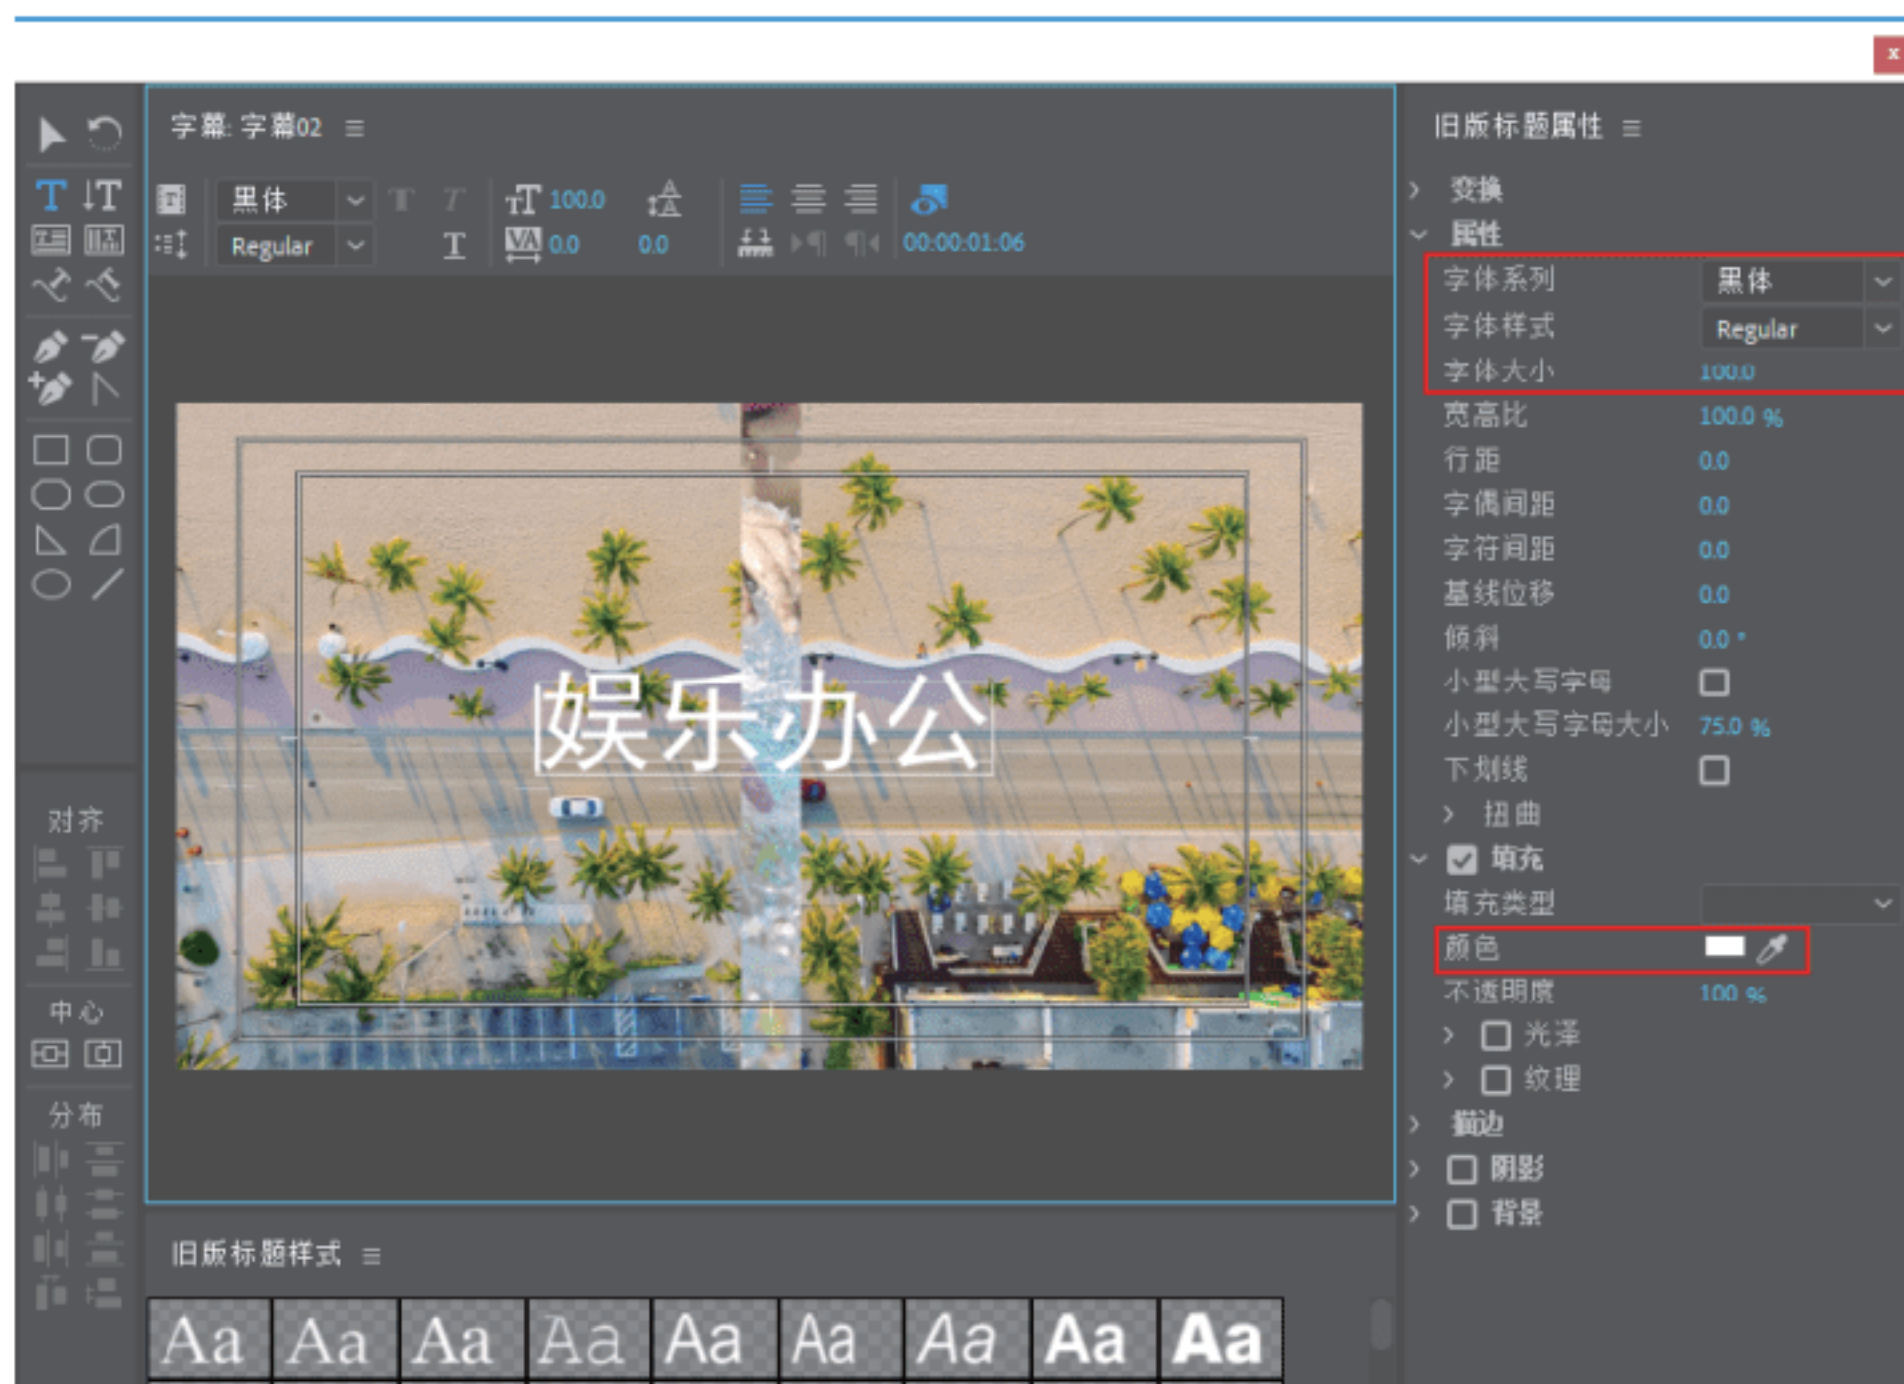 x
字幕: 字幕02
黑体
100.0
Regular
0.0
0.0
00:00:01:06
娱乐办公
对齐
中心
分布
旧版标题样式
Aa Aa Aa Aa Aa Aa Aa Aa Aa
旧版标题属性
变换
属性
字体系列 黑体
字体样式 Regular
字体大小 100.0
宽高比 100.0 %
行距 0.0
字偶间距 0.0
字符间距 0.0
基线位移 0.0
倾斜 0.0 °
小型大写字母
小型大写字母大小 75.0 %
下划线
扭曲
填充
填充类型
颜色
不透明度 100 %
光泽
纹理
描边
阴影
背景